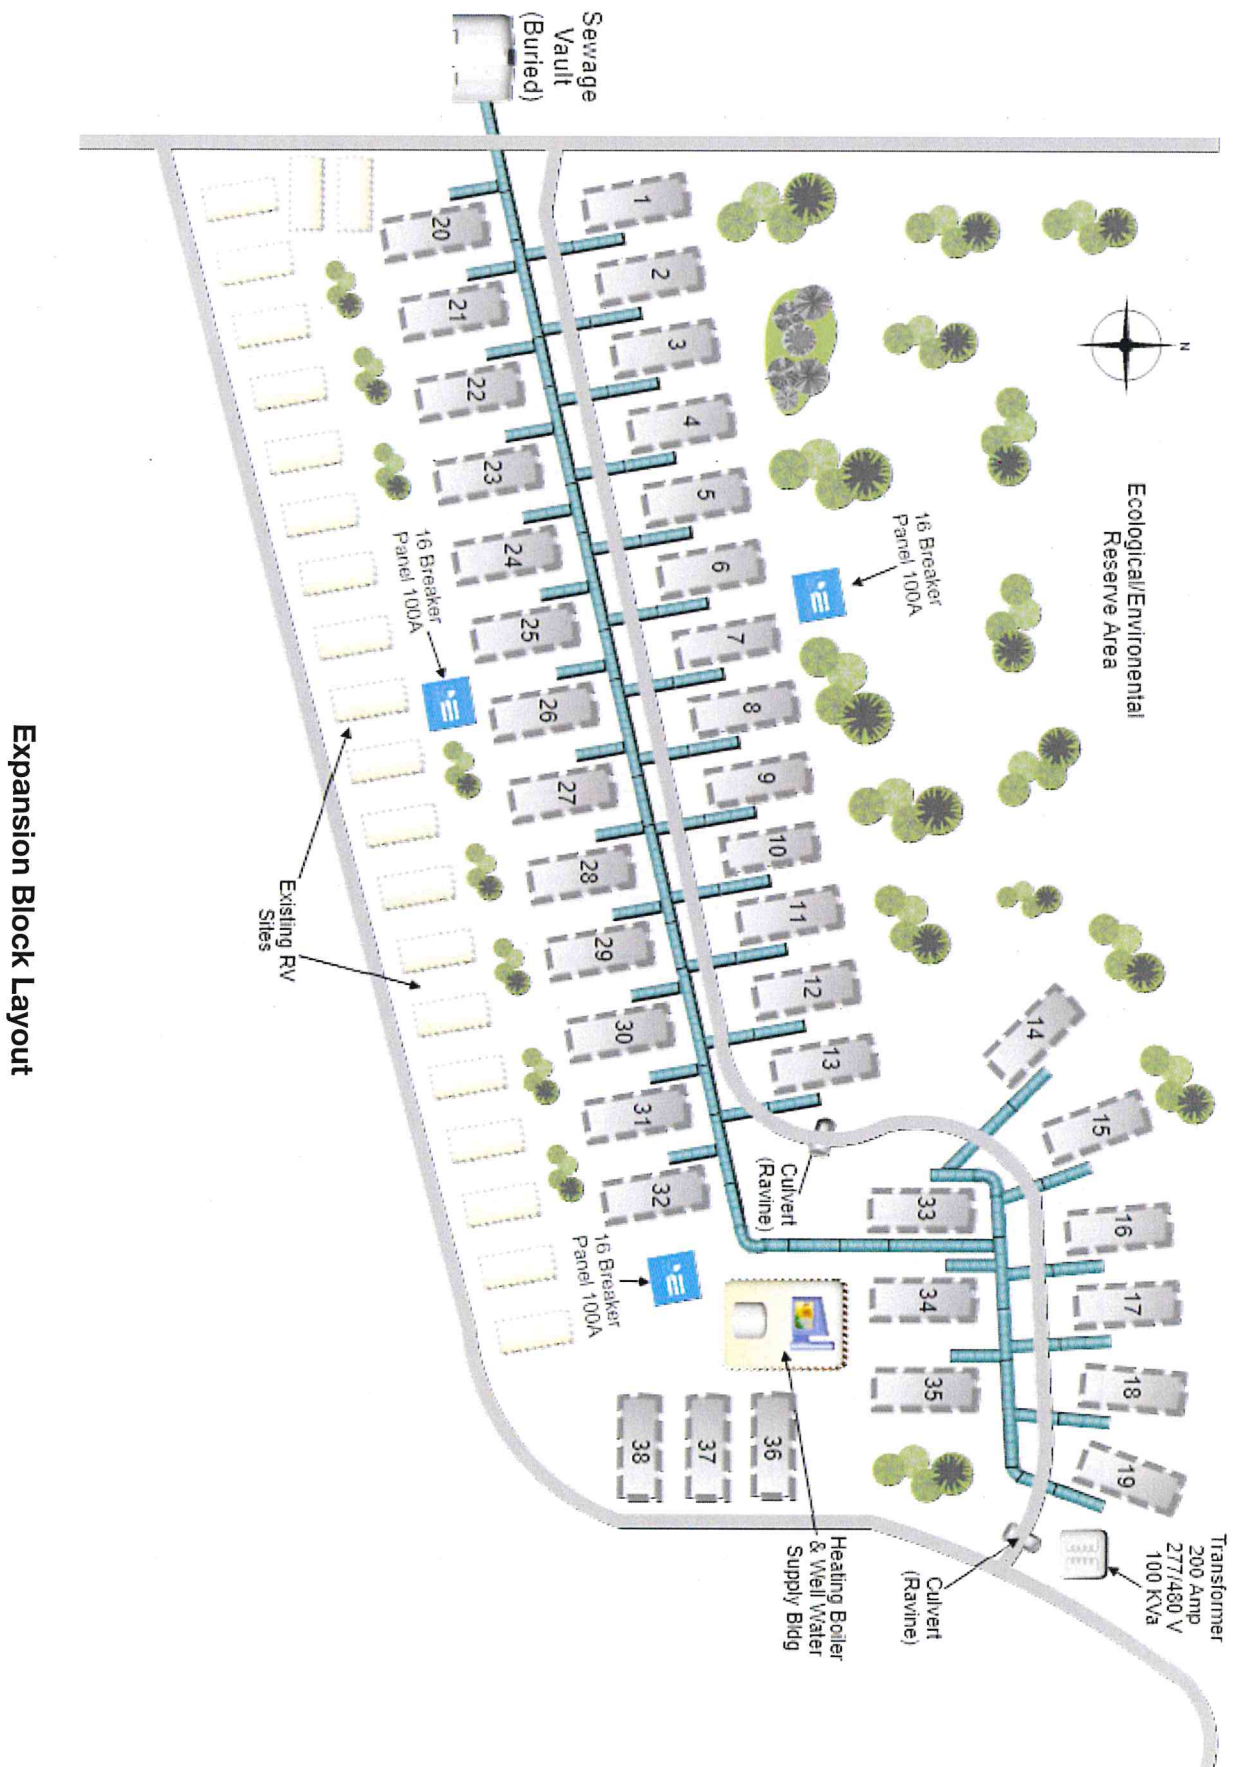 Sewage
Vault
(Buried)
N
Ecological/Environental
Reserve Area
16 Breaker
Panel 100A
1
2
3
4
5
6
7
8
9
10
11
12
13
14
15
16
17
18
19
Transformer
200 Amp
277/480 V
100 KVa
Culvert
(Ravine)
Culvert
(Ravine)
33
34
35
Heating Boiler
& Well Water
Supply Bldg
20
21
22
23
24
25
26
27
28
29
30
31
32
16 Breaker
Panel 100A
16 Breaker
Panel 100A
36
37
38
Existing RV
Sites
Expansion Block Layout